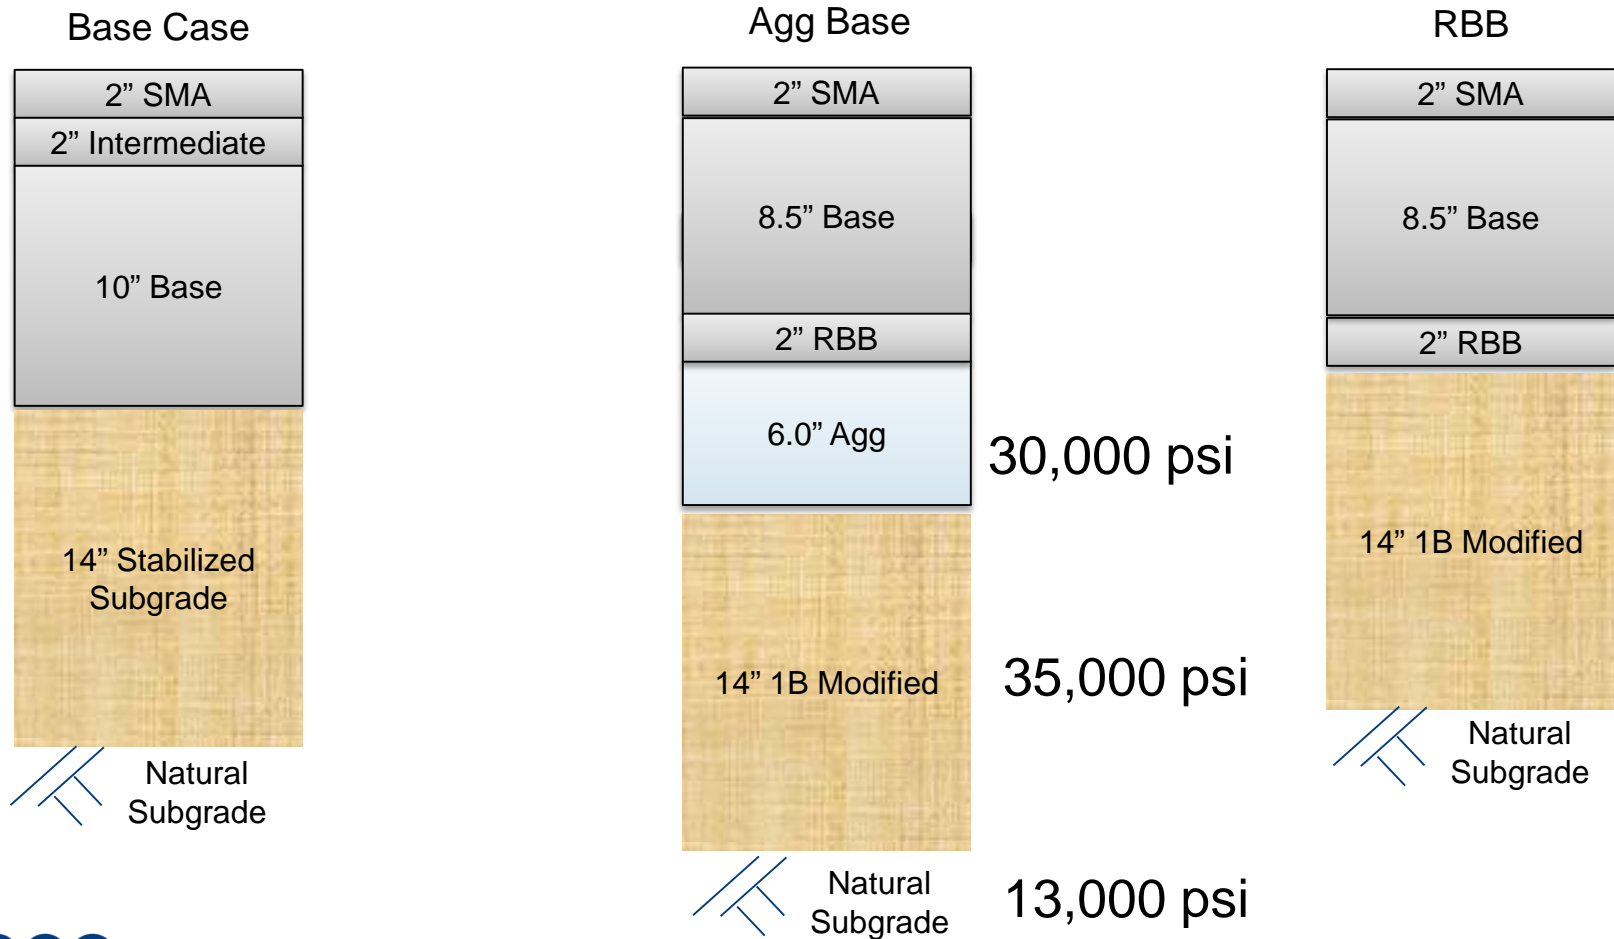 Base Case
2” SMA
2” Intermediate
10” Base
14” Stabilized
Subgrade
Natural
Subgrade
Agg Base
2” SMA
8.5” Base
2” RBB
6.0” Agg
30,000 psi
14” 1B Modified
35,000 psi
Natural
Subgrade
13,000 psi
RBB
2” SMA
8.5” Base
2” RBB
14” 1B Modified
Natural
Subgrade